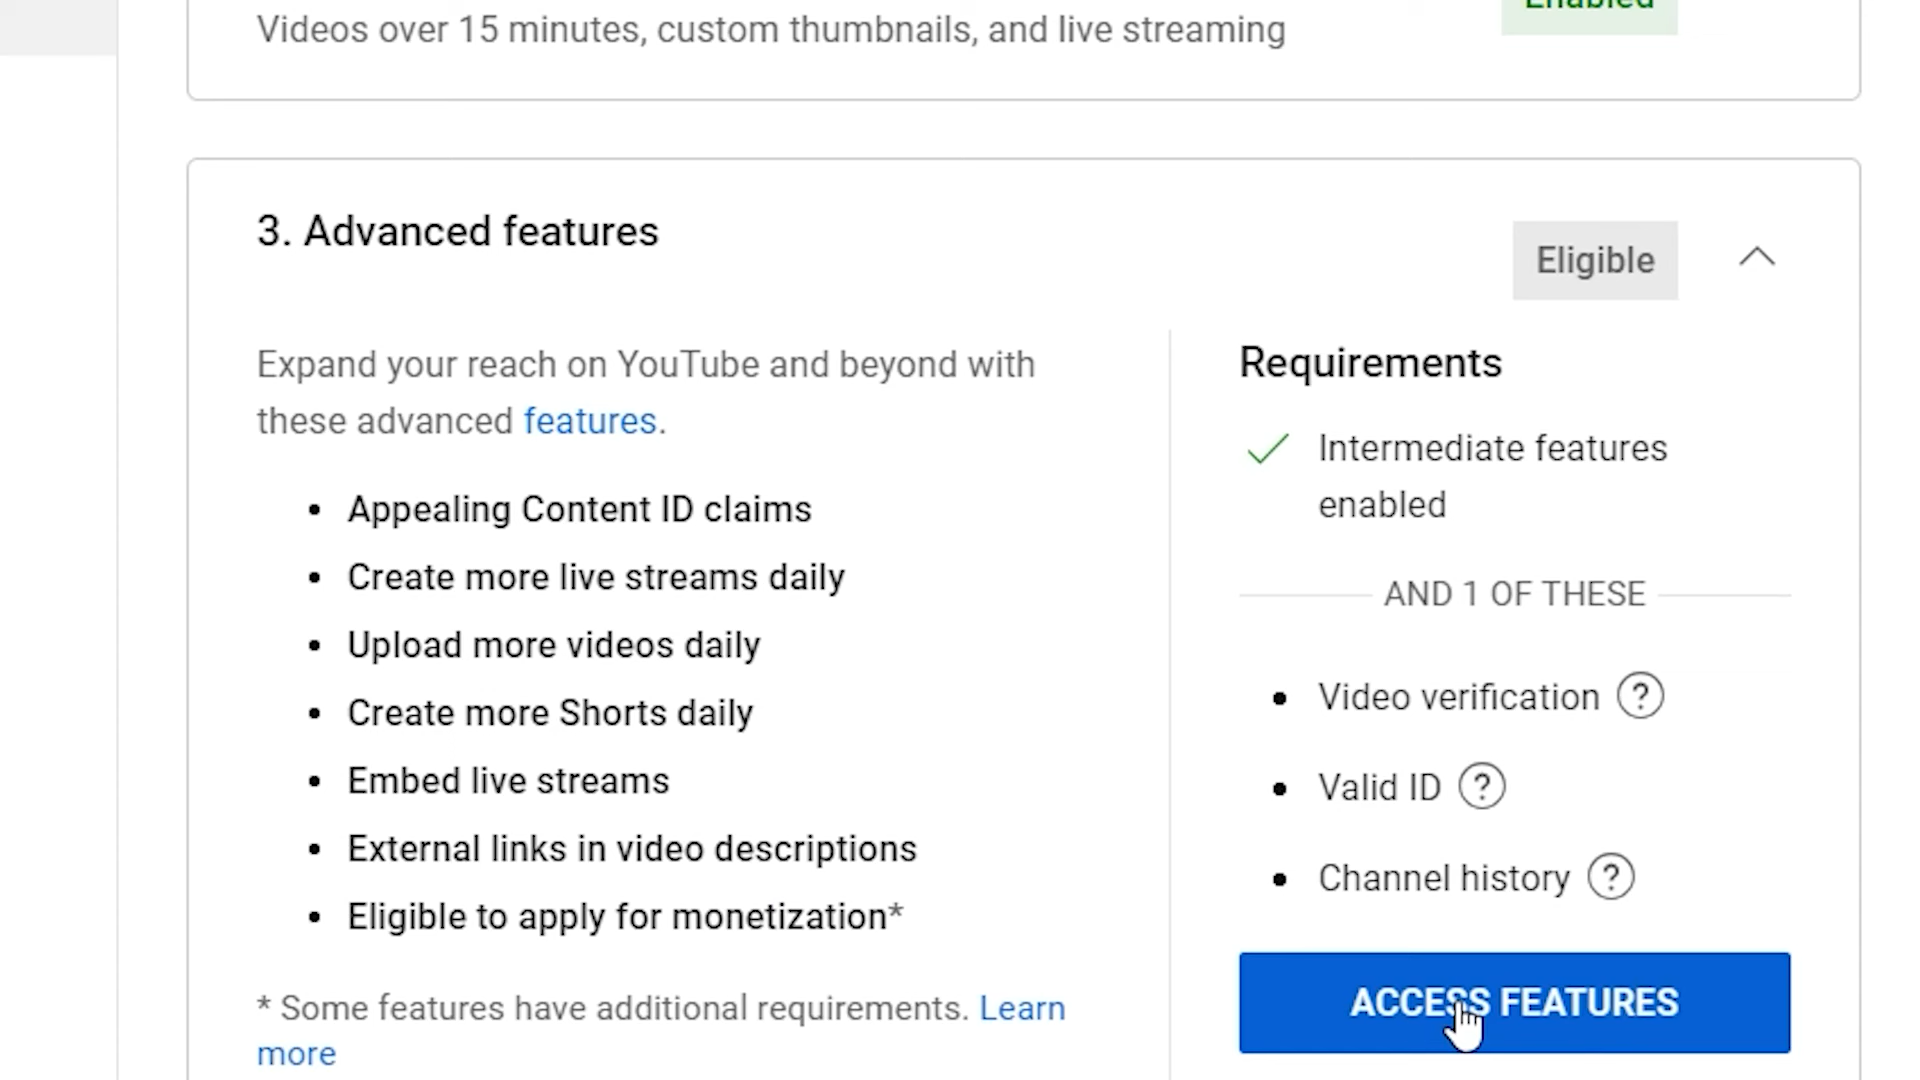 Enabled
Videos over 15 minutes, custom thumbnails, and live streaming
3. Advanced features
Eligible
Expand your reach on YouTube and beyond with
these advanced features.
• Appealing Content ID claims
• Create more live streams daily
• Upload more videos daily
• Create more Shorts daily
• Embed live streams
• External links in video descriptions
• Eligible to apply for monetization*
* Some features have additional requirements. Learn
more
Requirements
Intermediate features
enabled
AND 1 OF THESE
• Video verification ?
• Valid ID ?
• Channel history ?
ACCESS FEATURES